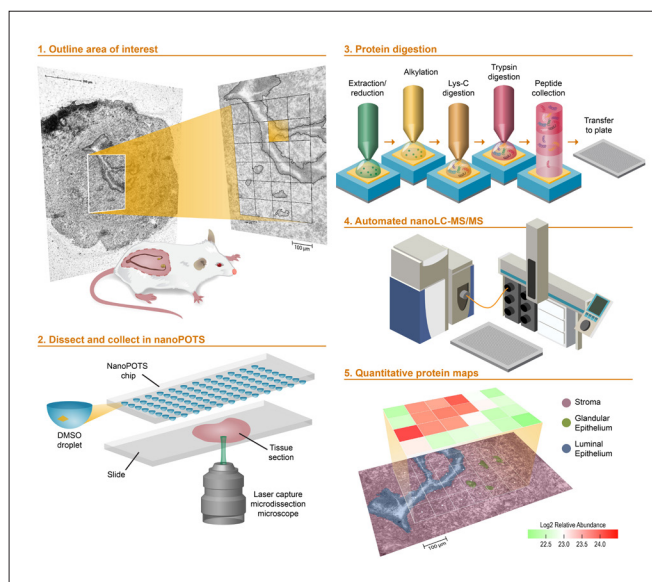 1. Outline area of interest
100 µm
2. Dissect and collect in nanoPOTS
NanoPOTS
chip
DMSO
droplet
Tissue
section
Slide
Laser capture
microdissection
microscope
3. Protein digestion
Extraction/
reduction
Alkylation
Lys-C
digestion
Trypsin
digestion
Peptide
collection
Transfer
to plate
4. Automated nanoLC-MS/MS
5. Quantitative protein maps
Stroma
Glandular
Epithelium
Luminal
Epithelium
100 µm
Log2 Relative Abundance
22.5 23.0 23.5 24.0